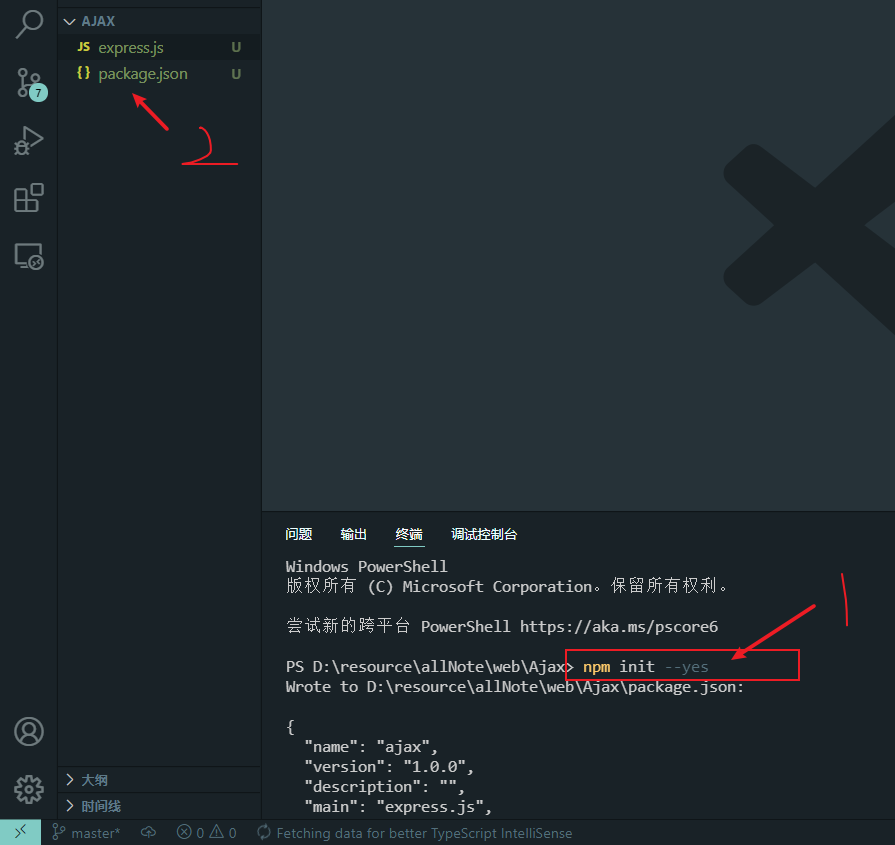 AJAX
JS express.js U
{} package.json U
7
2
问题 输出 终端 调试控制台
Windows PowerShell
版权所有 (C) Microsoft Corporation。保留所有权利。
尝试新的跨平台 PowerShell https://aka.ms/pscore6
1
PS D:\resource\allNote\web\Ajax> npm init --yes
Wrote to D:\resource\allNote\web\Ajax\package.json:
{
"name": "ajax",
"version": "1.0.0",
"description": "",
"main": "express.js",
大纲
时间线
master* 0 0 Fetching data for better TypeScript IntelliSense